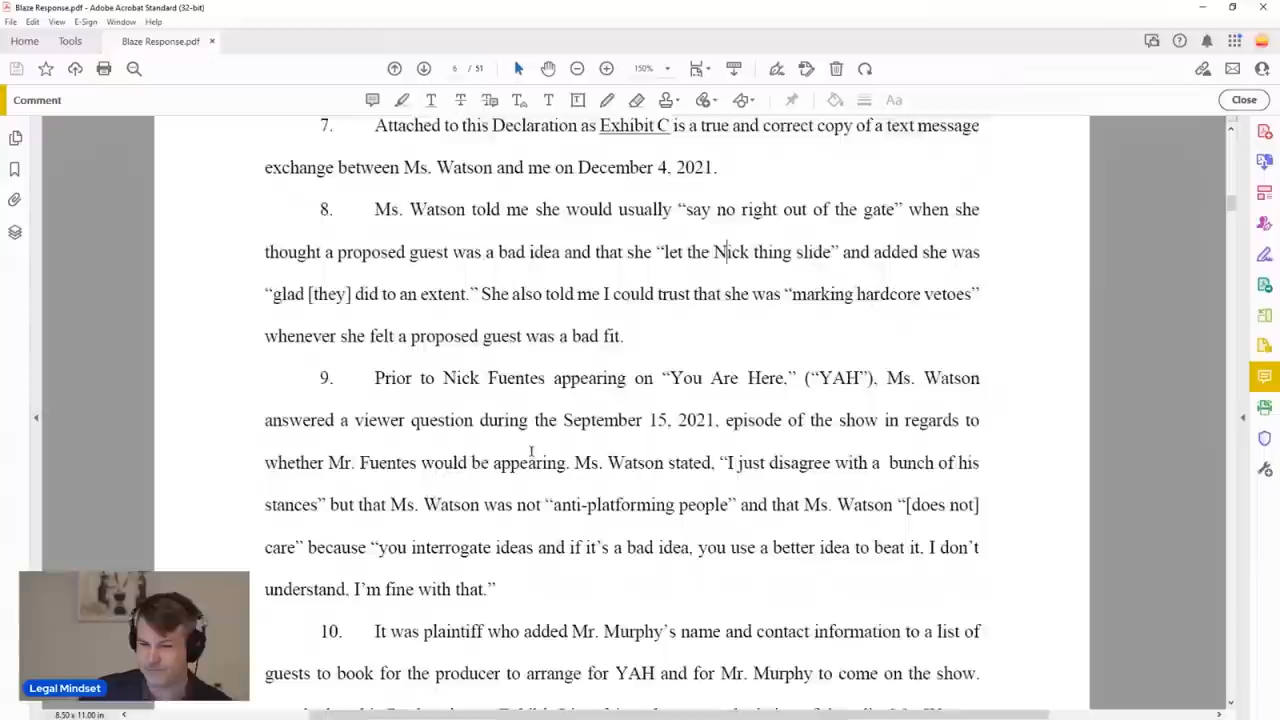 Blaze Response.pdf - Adobe Acrobat Standard (32-bit)
File Edit View E-Sign Window Help
Home Tools Blaze Response.pdf ×
6 / 51 150%
Comment Close
7. Attached to this Declaration as Exhibit C is a true and correct copy of a text message
exchange between Ms. Watson and me on December 4, 2021.
8. Ms. Watson told me she would usually “say no right out of the gate” when she
thought a proposed guest was a bad idea and that she “let the Nick thing slide” and added she was
“glad [they] did to an extent.” She also told me I could trust that she was “marking hardcore vetoes”
whenever she felt a proposed guest was a bad fit.
9. Prior to Nick Fuentes appearing on “You Are Here,” (“YAH”), Ms. Watson
answered a viewer question during the September 15, 2021, episode of the show in regards to
whether Mr. Fuentes would be appearing. Ms. Watson stated, “I just disagree with a bunch of his
stances” but that Ms. Watson was not “anti-platforming people” and that Ms. Watson “[does not]
care” because “you interrogate ideas and if it’s a bad idea, you use a better idea to beat it, I don’t
understand, I’m fine with that.”
10. It was plaintiff who added Mr. Murphy’s name and contact information to a list of
guests to book for the producer to arrange for YAH and for Mr. Murphy to come on the show.
Legal Mindset
8.50 x 11.00 in